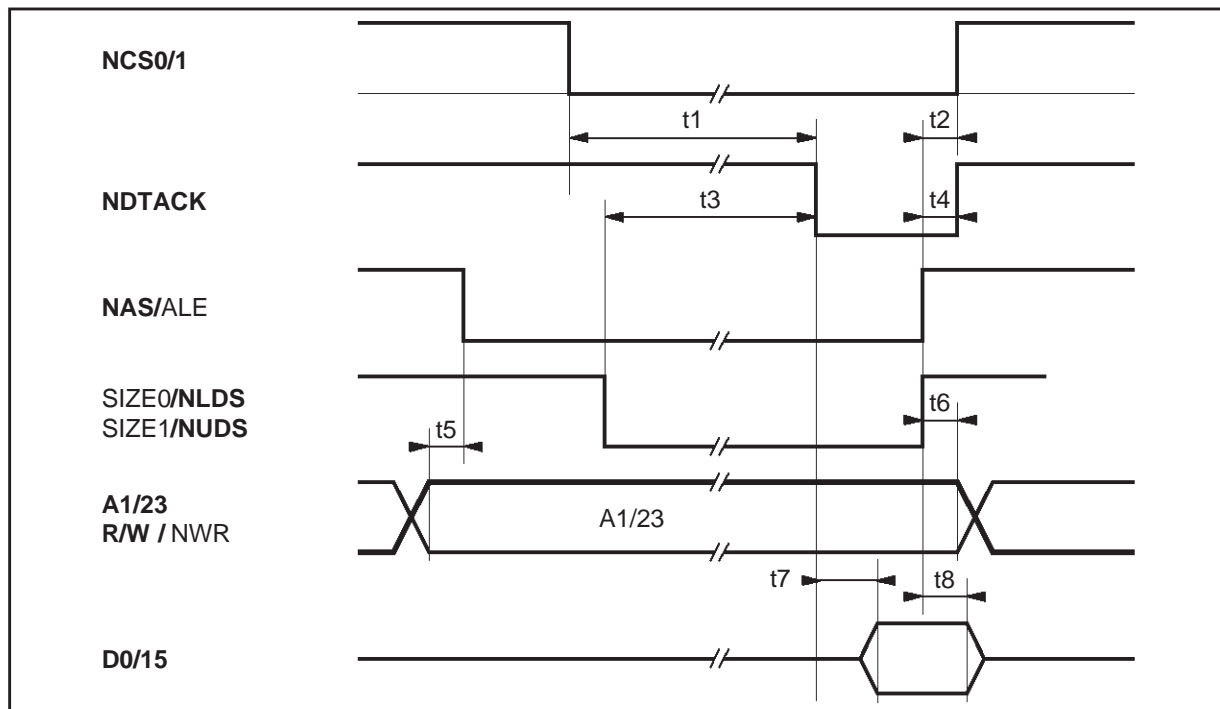 NCS0/1
t1
t2
NDTACK
t3
t4
NAS/ALE
SIZE0/NLDS
SIZE1/NUDS
t5
t6
A1/23
R/W / NWR
A1/23
t7
t8
D0/15